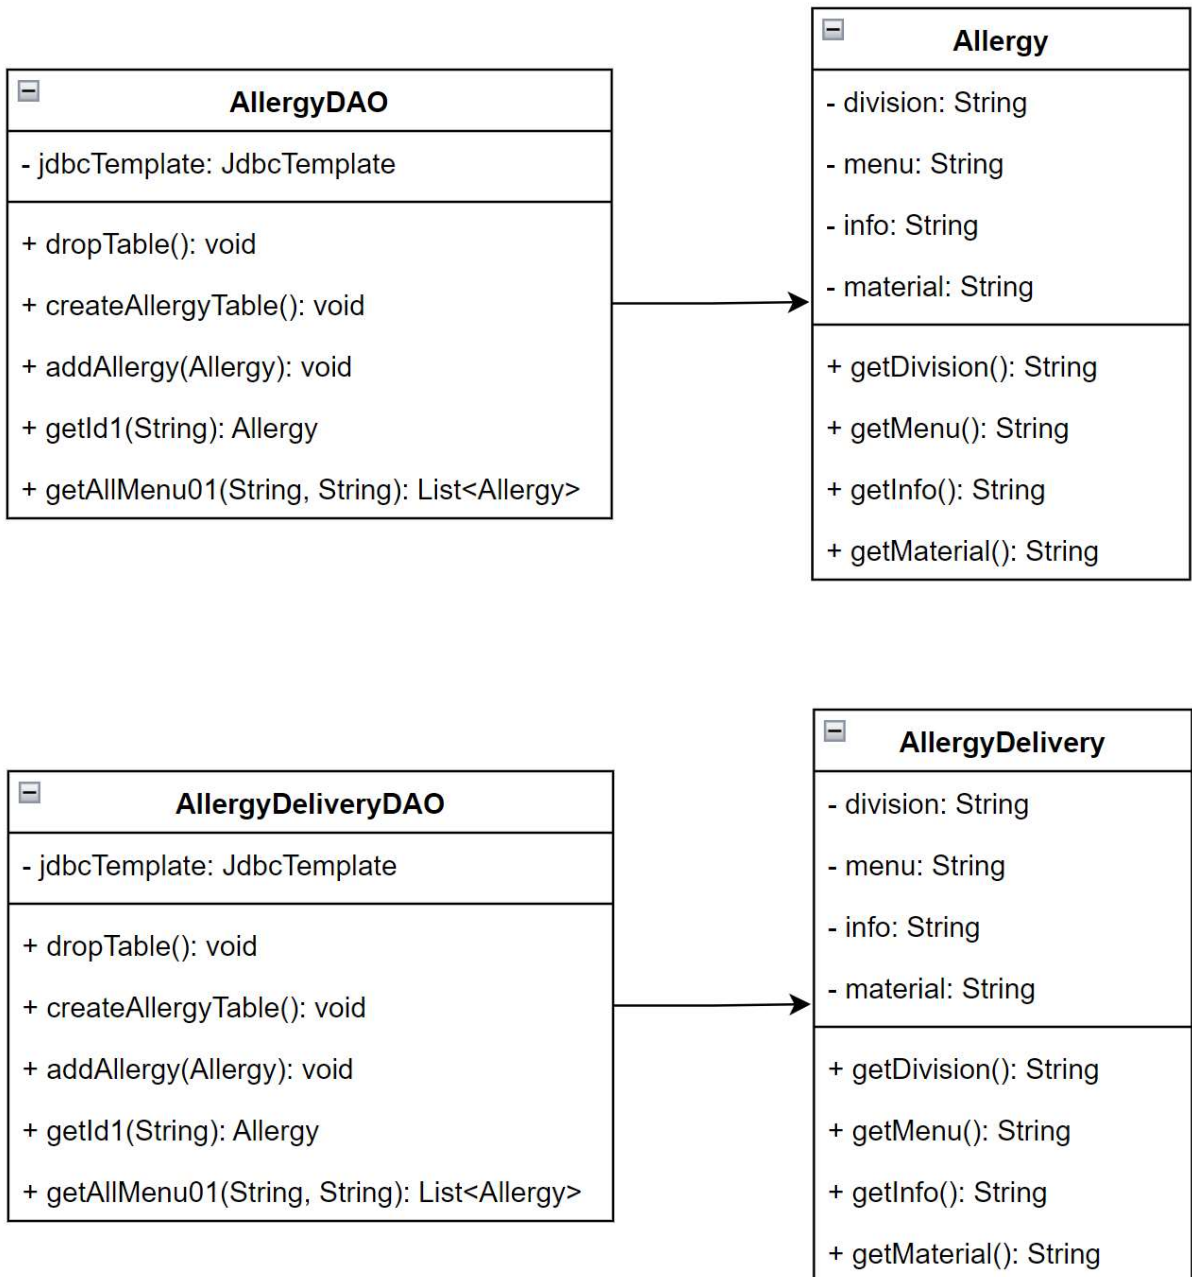 Allergy
- division: String
- menu: String
- info: String
- material: String
+ getDivision(): String
+ getMenu(): String
+ getInfo(): String
+ getMaterial(): String
AllergyDAO
- jdbcTemplate: JdbcTemplate
+ dropTable(): void
+ createAllergyTable(): void
+ addAllergy(Allergy): void
+ getId1(String): Allergy
+ getAllMenu01(String, String): List<Allergy>
AllergyDelivery
- division: String
- menu: String
- info: String
- material: String
+ getDivision(): String
+ getMenu(): String
+ getInfo(): String
+ getMaterial(): String
AllergyDeliveryDAO
- jdbcTemplate: JdbcTemplate
+ dropTable(): void
+ createAllergyTable(): void
+ addAllergy(Allergy): void
+ getId1(String): Allergy
+ getAllMenu01(String, String): List<Allergy>